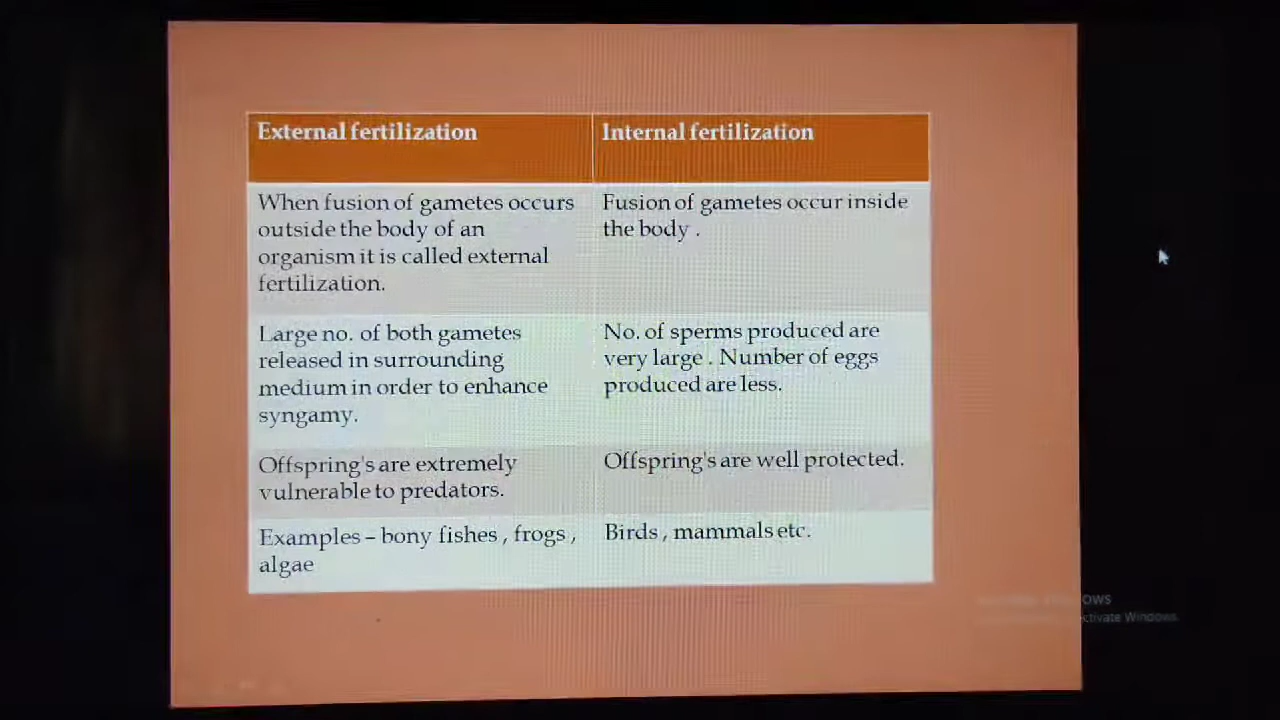 External fertilization
Internal fertilization
When fusion of gametes occurs
outside the body of an
organism it is called external
fertilization.
Fusion of gametes occur inside
the body .
Large no. of both gametes
released in surrounding
medium in order to enhance
syngamy.
No. of sperms produced are
very large . Number of eggs
produced are less.
Offspring's are extremely
vulnerable to predators.
Offspring's are well protected.
Examples – bony fishes , frogs ,
algae
Birds , mammals etc.
Windows.